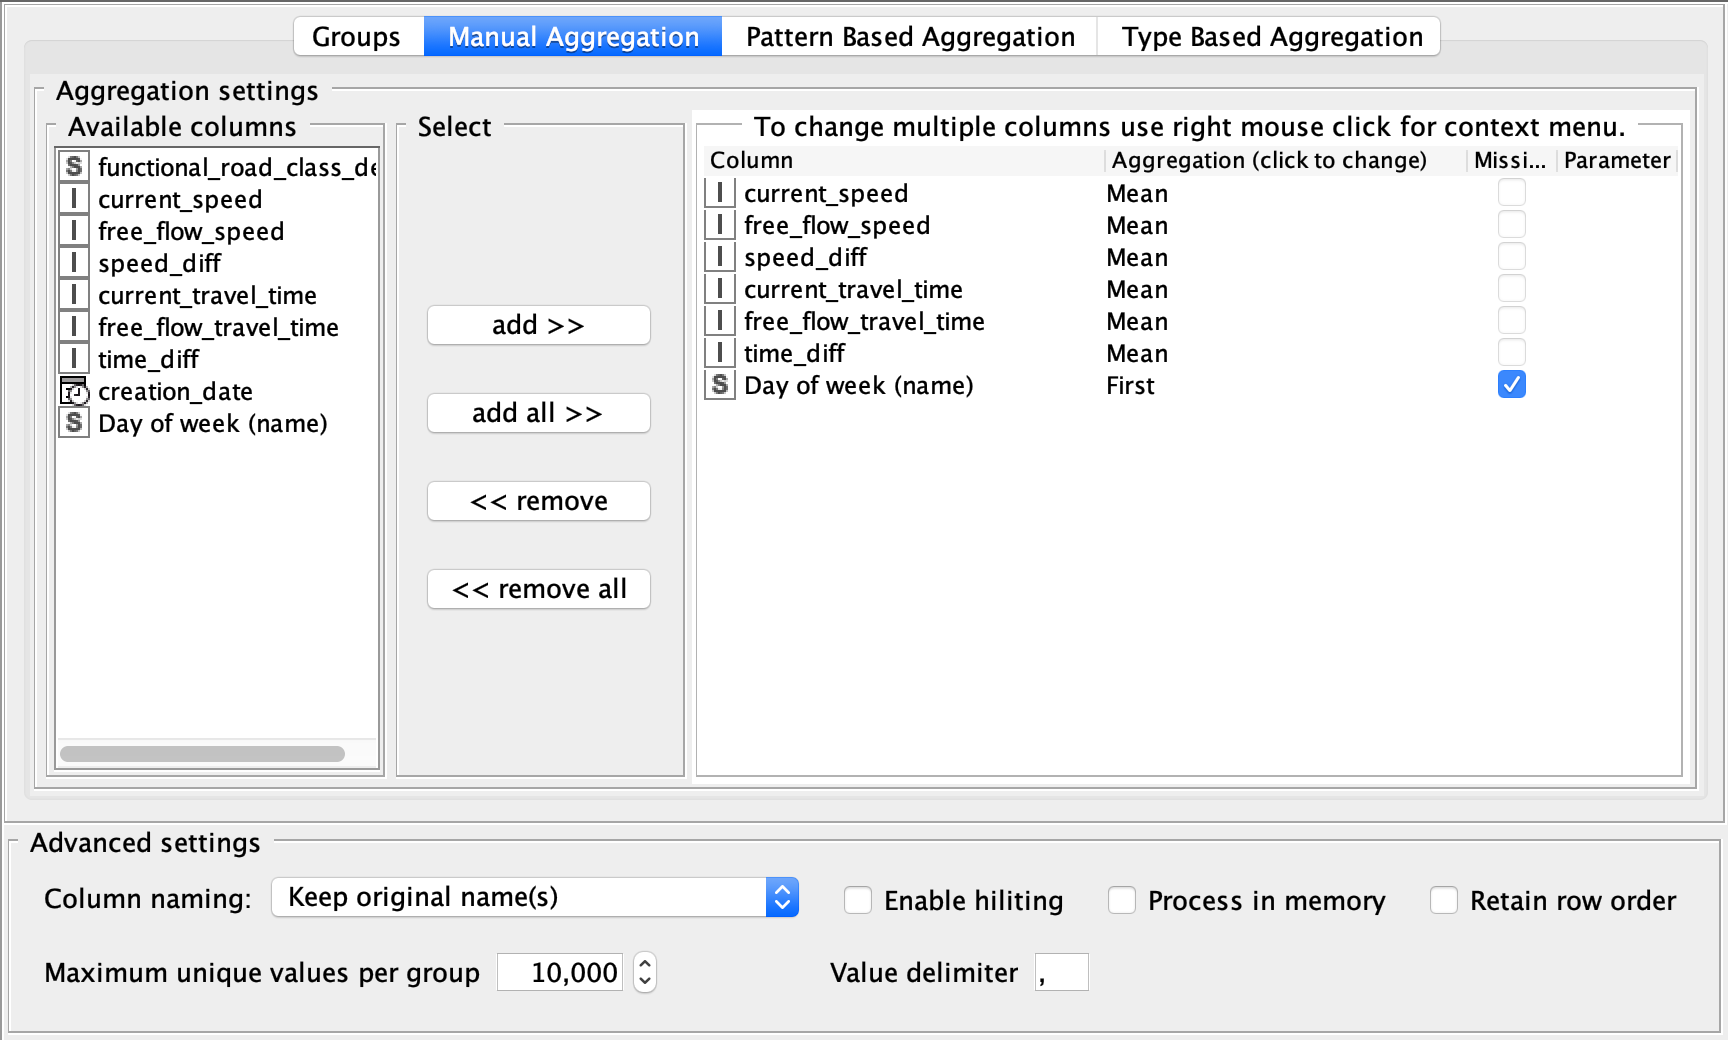 Groups Manual Aggregation Pattern Based Aggregation Type Based Aggregation
Aggregation settings
Available columns
S functional_road_class_de
I current_speed
I free_flow_speed
I speed_diff
I current_travel_time
I free_flow_travel_time
I time_diff
creation_date
S Day of week (name)
Select
add >>
add all >>
<< remove
<< remove all
To change multiple columns use right mouse click for context menu.
Column Aggregation (click to change) Missi... Parameter
I current_speed Mean
I free_flow_speed Mean
I speed_diff Mean
I current_travel_time Mean
I free_flow_travel_time Mean
I time_diff Mean
S Day of week (name) First
Advanced settings
Column naming: Keep original name(s) Enable hiliting Process in memory Retain row order
Maximum unique values per group 10,000 Value delimiter ,